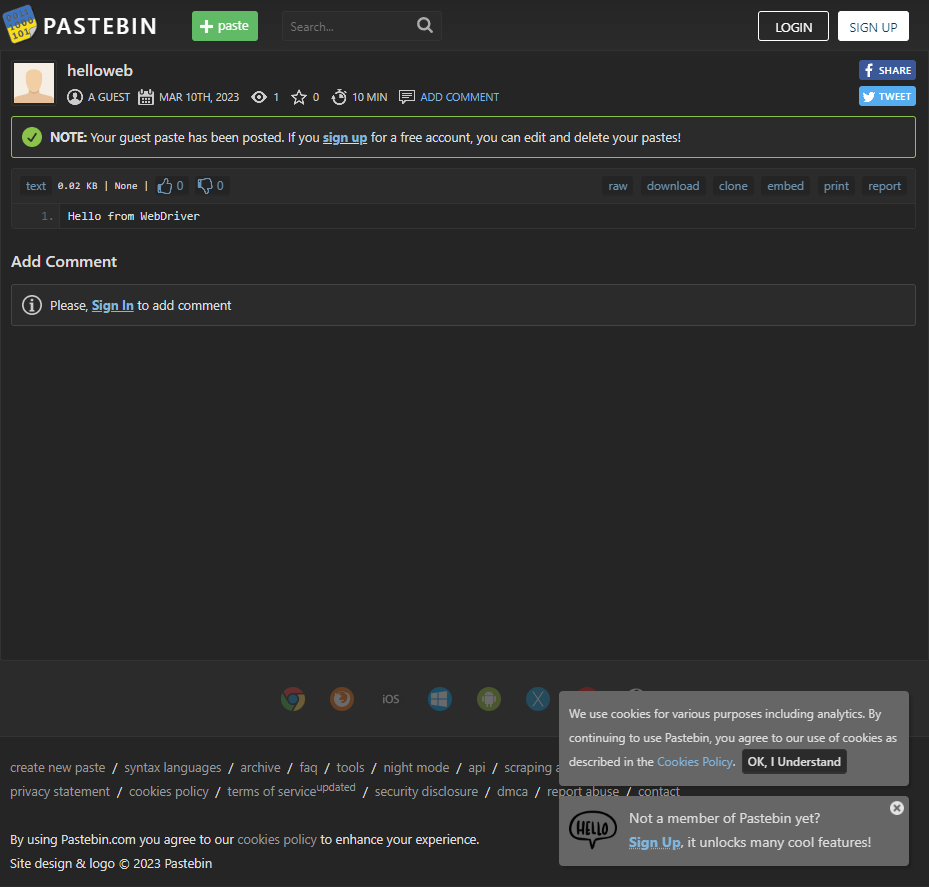 PASTEBIN
+ paste
Search...
LOGIN
SIGN UP
helloweb
SHARE
A GUEST MAR 10TH, 2023 1 0 10 MIN ADD COMMENT
TWEET
NOTE: Your guest paste has been posted. If you sign up for a free account, you can edit and delete your pastes!
text 0.02 KB | None | 0 0 raw download clone embed print report
1. Hello from WebDriver
Add Comment
Please, Sign In to add comment
iOS
We use cookies for various purposes including analytics. By
continuing to use Pastebin, you agree to our use of cookies as
described in the Cookies Policy. OK, I Understand
create new paste / syntax languages / archive / faq / tools / night mode / api / scraping
privacy statement / cookies policy / terms of service updated / security disclosure / dmca / report abuse / contact
HELLO
Not a member of Pastebin yet?
Sign Up, it unlocks many cool features!
By using Pastebin.com you agree to our cookies policy to enhance your experience.
Site design & logo © 2023 Pastebin